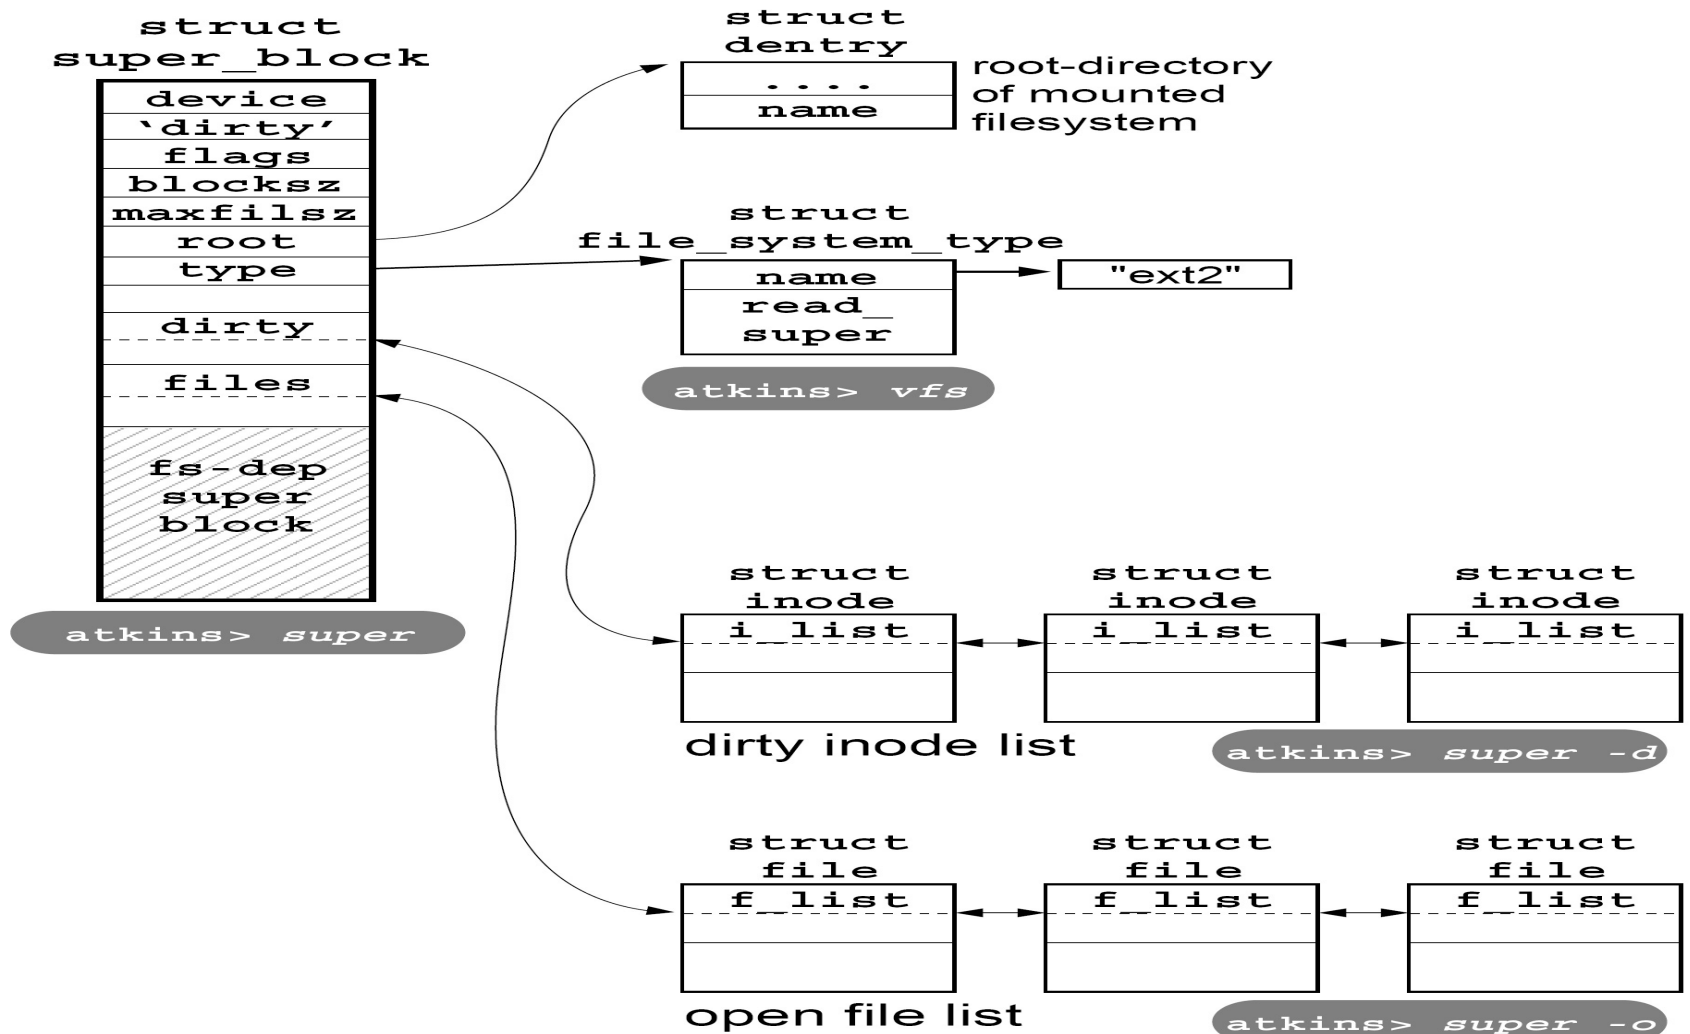 struct
super_block
device
‘dirty’
flags
blocksz
maxfilsz
root
type
dirty
files
fs-dep
super
block
atkins> super
struct
dentry
....
name
root-directory
of mounted
filesystem
struct
file_system_type
name
read_
super
"ext2"
atkins> vfs
struct
inode
i_list
struct
inode
i_list
struct
inode
i_list
dirty inode list
atkins> super -d
struct
file
f_list
struct
file
f_list
struct
file
f_list
open file list
atkins> super -o